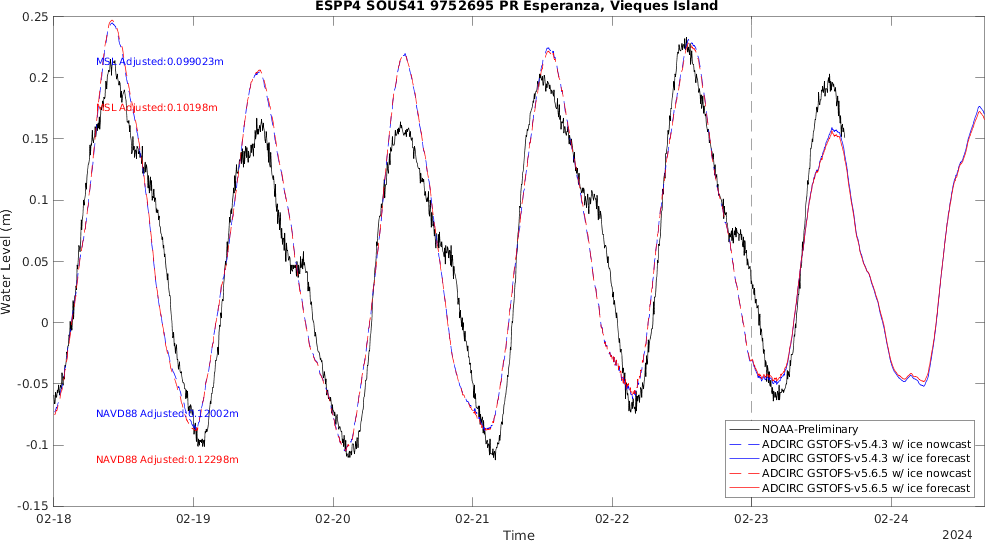 ESPP4 SOUS41 9752695 PR Esperanza, Vieques Island
0.25
0.2
0.15
0.1
0.05
0
-0.05
-0.1
-0.15
Water Level (m)
MSL Adjusted:0.099023m
MSL Adjusted:0.10198m
NAVD88 Adjusted:0.12002m
NAVD88 Adjusted:0.12298m
NOAA-Preliminary
ADCIRC GSTOFS-v5.4.3 w/ ice nowcast
ADCIRC GSTOFS-v5.4.3 w/ ice forecast
ADCIRC GSTOFS-v5.6.5 w/ ice nowcast
ADCIRC GSTOFS-v5.6.5 w/ ice forecast
02-18 02-19 02-20 02-21 02-22 02-23 02-24
Time
2024